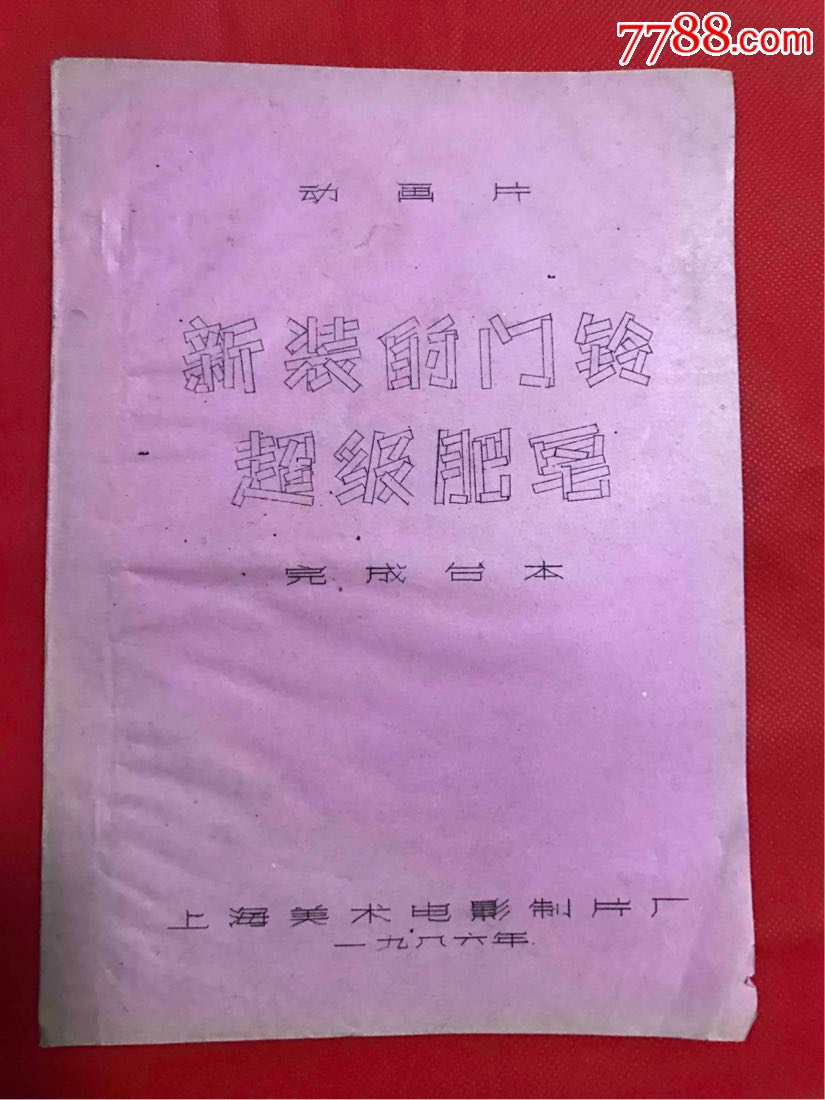 7788.com
动画片
新装的门铃
超级肥皂
完成台本
上海美术电影制片厂
一九八六年